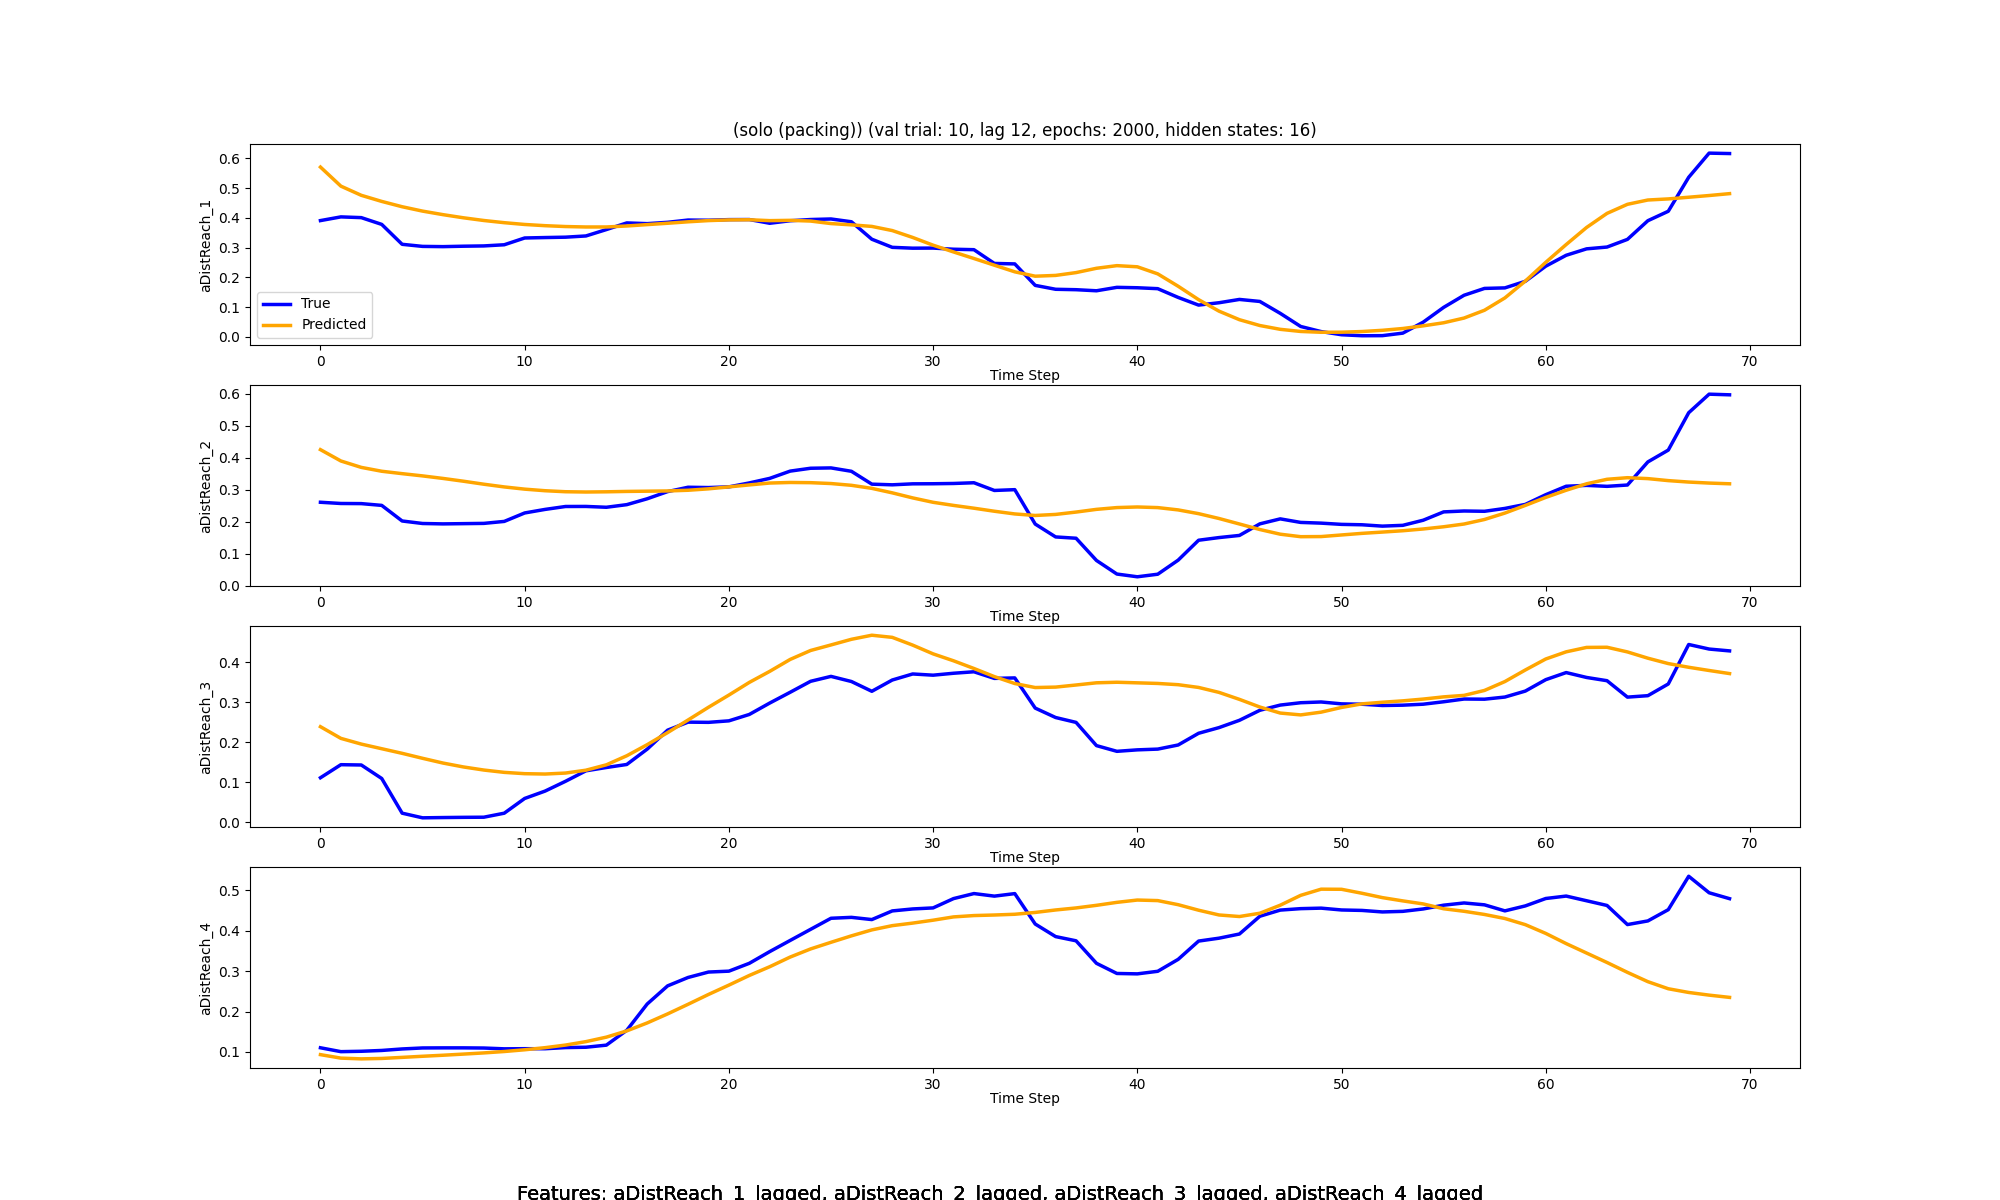 (solo (packing)) (val trial: 10, lag 12, epochs: 2000, hidden states: 16)
aDistReach_1
0.6
0.5
0.4
0.3
0.2
0.1
0.0
True
Predicted
0 10 20 30 40 50 60 70
Time Step
aDistReach_2
0.6
0.5
0.4
0.3
0.2
0.1
0.0
0 10 20 30 40 50 60 70
Time Step
aDistReach_3
0.4
0.3
0.2
0.1
0.0
0 10 20 30 40 50 60 70
Time Step
aDistReach_4
0.5
0.4
0.3
0.2
0.1
0 10 20 30 40 50 60 70
Time Step
Features: aDistReach_1_lagged, aDistReach_2_lagged, aDistReach_3_lagged, aDistReach_4_lagged